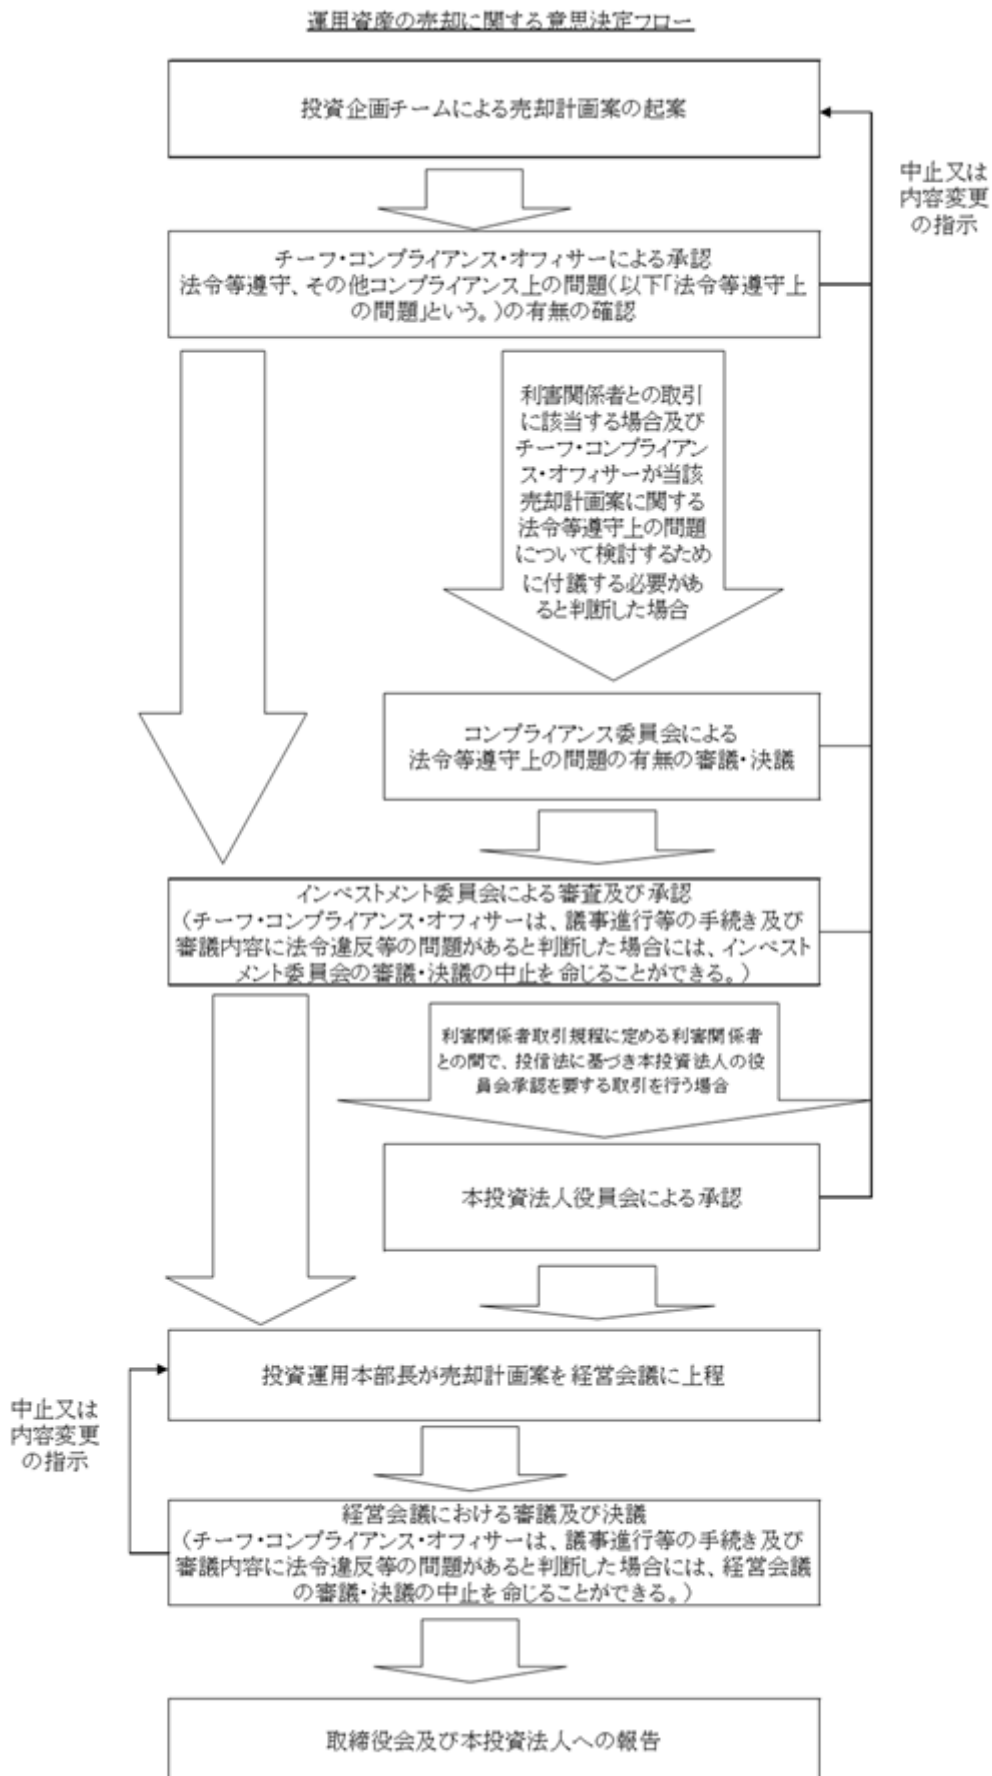 運用資産の売却に関する意思決定フロー
投資企画チームによる売却計画案の起案
中止又は
内容変更
の指示
チーフ・コンプライアンス・オフィサーによる承認
法令等遵守、その他コンプライアンス上の問題(以下「法令等遵守上
の問題」という。)の有無の確認
利害関係者との取引
に該当する場合及び
チーフ・コンプライアン
ス・オフィサーが当該
売却計画案に関する
法令等遵守上の問題
について検討するため
に付議する必要があ
ると判断した場合
コンプライアンス委員会による
法令等遵守上の問題の有無の審議・決議
インベストメント委員会による審査及び承認
(チーフ・コンプライアンス・オフィサーは、議事進行等の手続き及び
審議内容に法令違反等の問題があると判断した場合には、インベスト
メント委員会の審議・決議の中止を命じることができる。)
利害関係者取引規程に定める利害関係者
との間で、投信法に基づき本投資法人の役
員会承認を要する取引を行う場合
本投資法人役員会による承認
投資運用本部長が売却計画案を経営会議に上程
中止又は
内容変更
の指示
経営会議における審議及び決議
(チーフ・コンプライアンス・オフィサーは、議事進行等の手続き及び
審議内容に法令違反等の問題があると判断した場合には、経営会議
の審議・決議の中止を命じることができる。)
取締役会及び本投資法人への報告